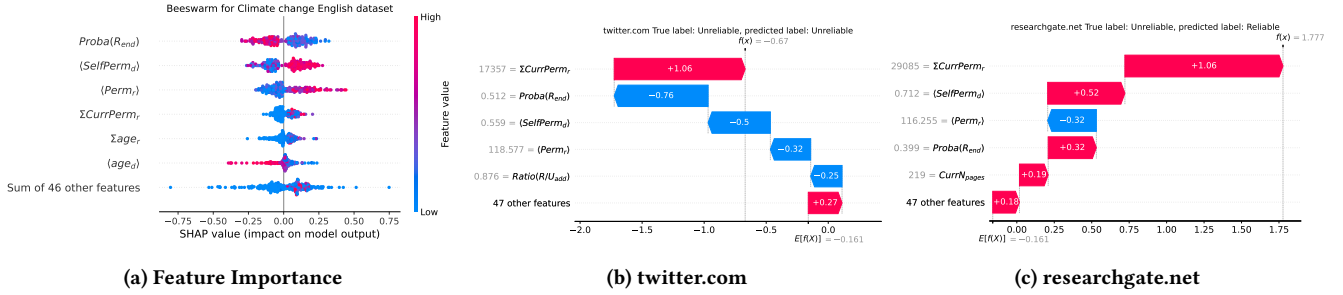 Beeswarm for Climate change English dataset
High
Proba(R_end)
⟨SelfPerm_d⟩
⟨Perm_r⟩
ΣCurrPerm_r
Σage_r
⟨age_d⟩
Sum of 46 other features
Low
Feature value
−0.75 −0.50 −0.25 0.00 0.25 0.50 0.75
SHAP value (impact on model output)
(a) Feature Importance
twitter.com True label: Unreliable, predicted label: Unreliable
f(x) = −0.67
17357 = ΣCurrPerm_r +1.06
0.512 = Proba(R_end) −0.76
0.559 = ⟨SelfPerm_d⟩ −0.5
118.577 = ⟨Perm_r⟩ −0.32
0.876 = Ratio(R/U_add) −0.25
47 other features +0.27
−2.0 −1.5 −1.0 −0.5 0.0
E[f(X)] = −0.161
(b) twitter.com
researchgate.net True label: Unreliable, predicted label: Reliable
f(x) = 1.777
29085 = ΣCurrPerm_r +1.06
0.712 = ⟨SelfPerm_d⟩ +0.52
116.255 = ⟨Perm_r⟩ −0.32
0.399 = Proba(R_end) +0.32
219 = CurrN_pages +0.19
47 other features +0.18
0.00 0.25 0.50 0.75 1.00 1.25 1.50 1.75
E[f(X)] = −0.161
(c) researchgate.net